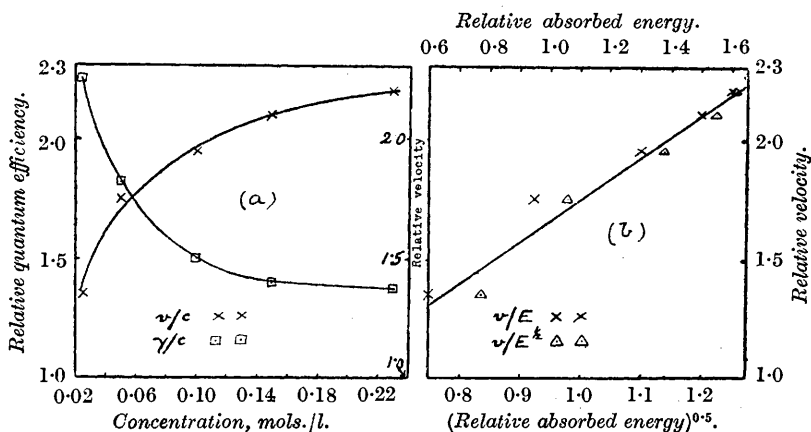 Relative absorbed energy.
0·6 0·8 1·0 1·2 1·4 1·6
2·3
2·0
1·5
1·0
Relative quantum efficiency.
(a)
v/c × ×
γ/c
0·02 0·06 0·10 0·14 0·18 0·22
Concentration, mols./l.
20
1·5
1·0
Relative velocity
(b)
v/E × ×
v/E½
0·8 0·9 1·0 1·1 1·2
(Relative absorbed energy)0·5.
2·3
2·0
1·5
1·0
Relative velocity.